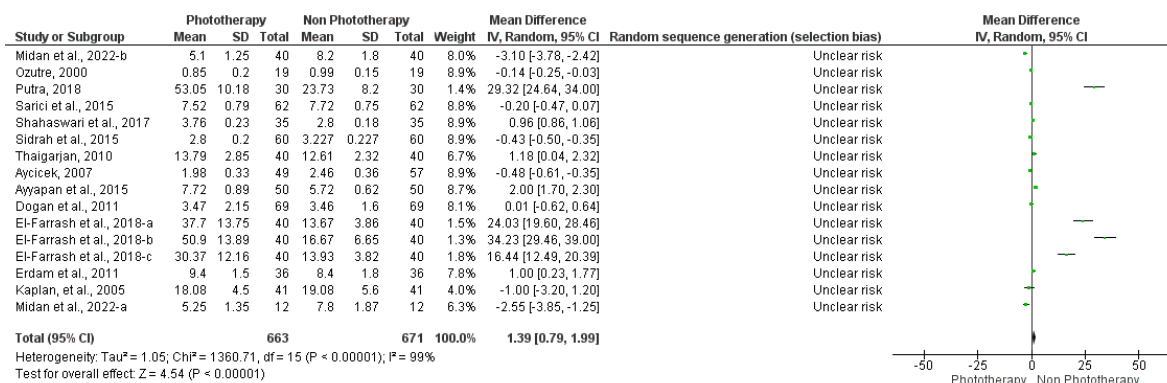 Phototherapy Non Phototherapy Mean Difference Mean Difference
Study or Subgroup Mean SD Total Mean SD Total Weight IV, Random, 95% CI Random sequence generation (selection bias) IV, Random, 95% CI
Midan et al., 2022-b 5.1 1.25 40 8.2 1.8 40 8.0% -3.10 [-3.78, -2.42] Unclear risk
Ozutre, 2000 0.85 0.2 19 0.99 0.15 19 8.9% -0.14 [-0.25, -0.03] Unclear risk
Putra, 2018 53.05 10.18 30 23.73 8.2 30 1.4% 29.32 [24.64, 34.00] Unclear risk
Sarici et al., 2015 7.52 0.79 62 7.72 0.75 62 8.8% -0.20 [-0.47, 0.07] Unclear risk
Shahaswari et al., 2017 3.76 0.23 35 2.8 0.18 35 8.9% 0.96 [0.86, 1.06] Unclear risk
Sidrah et al., 2015 2.8 0.2 60 3.227 0.227 60 8.9% -0.43 [-0.50, -0.35] Unclear risk
Thaigarjan, 2010 13.79 2.85 40 12.61 2.32 40 6.7% 1.18 [0.04, 2.32] Unclear risk
Aycicek, 2007 1.98 0.33 49 2.46 0.36 57 8.9% -0.48 [-0.61, -0.35] Unclear risk
Ayyapan et al., 2015 7.72 0.89 50 5.72 0.62 50 8.8% 2.00 [1.70, 2.30] Unclear risk
Dogan et al., 2011 3.47 2.15 69 3.46 1.6 69 8.2% 0.01 [-0.62, 0.64] Unclear risk
El-Farrash et al., 2018-a 37.7 13.75 40 13.67 3.86 40 1.5% 24.03 [19.60, 28.46] Unclear risk
El-Farrash et al., 2018-b 50.9 13.89 40 16.67 6.65 40 1.3% 34.23 [29.46, 39.00] Unclear risk
El-Farrash et al., 2018-c 30.37 12.16 40 13.93 3.82 40 1.8% 16.44 [12.49, 20.39] Unclear risk
Erdam et al., 2011 9.4 1.5 36 8.4 1.8 36 7.8% 1.00 [0.23, 1.77] Unclear risk
Kaplan, et al., 2005 18.08 4.5 41 19.08 5.6 41 3.9% -1.00 [-3.20, 1.20] Unclear risk
Midan et al., 2022-a 5.25 1.35 12 7.8 1.87 12 6.3% -2.55 [-3.85, -1.25] Unclear risk
Total (95% CI) 663 671 100.0% 1.39 [0.79, 1.99]
Heterogeneity: Tau² = 1.05; Chi² = 1360.71, df = 15 (P < 0.00001); I² = 99%
Test for overall effect: Z = 4.54 (P < 0.00001)
-50 -25 0 25 50
Phototherapy Non Phototherapy